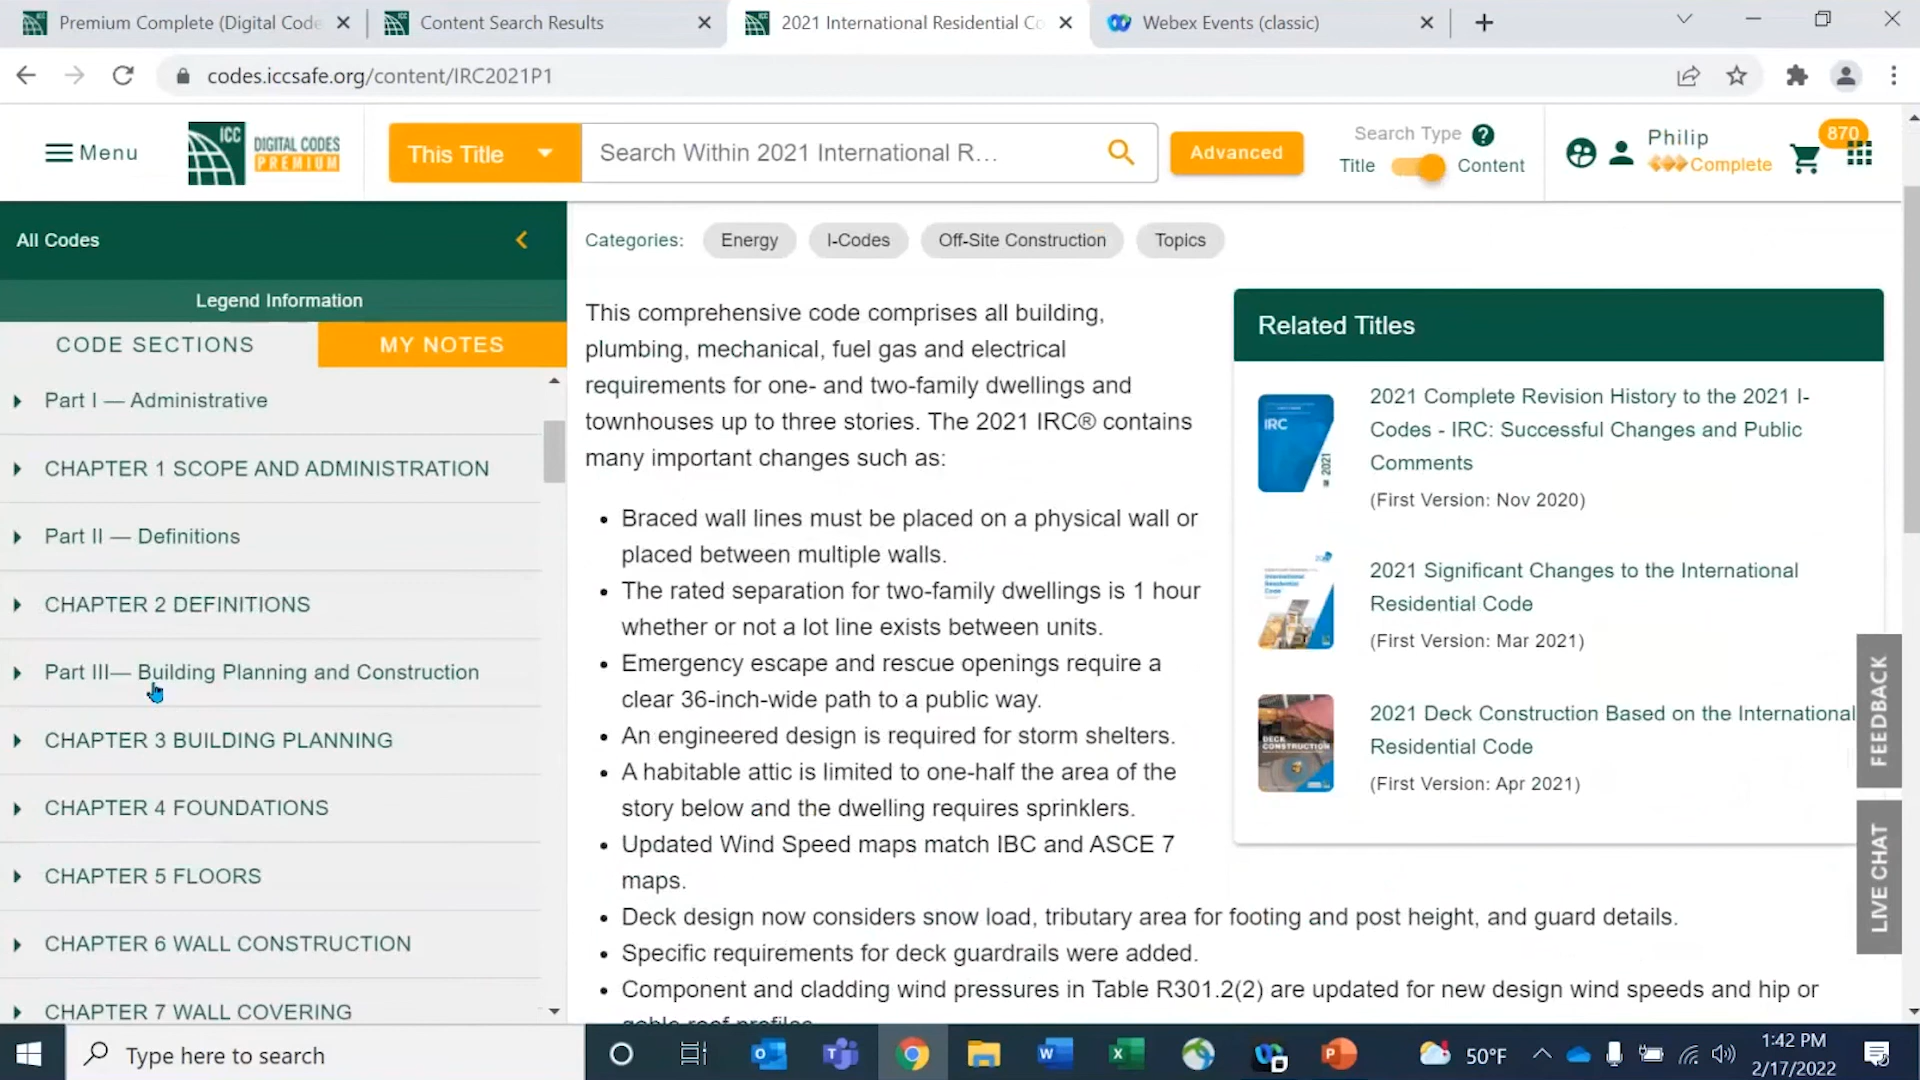 Premium Complete (Digital Code
Content Search Results
2021 International Residential Co
Webex Events (classic)
codes.iccsafe.org/content/IRC2021P1
Menu
ICC
DIGITAL CODES
PREMIUM
This Title
Search Within 2021 International R...
Advanced
Search Type ?
Title
Content
Philip
Complete
870
All Codes
Legend Information
CODE SECTIONS
MY NOTES
Part I — Administrative
CHAPTER 1 SCOPE AND ADMINISTRATION
Part II — Definitions
CHAPTER 2 DEFINITIONS
Part III— Building Planning and Construction
CHAPTER 3 BUILDING PLANNING
CHAPTER 4 FOUNDATIONS
CHAPTER 5 FLOORS
CHAPTER 6 WALL CONSTRUCTION
CHAPTER 7 WALL COVERING
Categories:
Energy
I-Codes
Off-Site Construction
Topics
This comprehensive code comprises all building,
plumbing, mechanical, fuel gas and electrical
requirements for one- and two-family dwellings and
townhouses up to three stories. The 2021 IRC® contains
many important changes such as:
• Braced wall lines must be placed on a physical wall or
placed between multiple walls.
• The rated separation for two-family dwellings is 1 hour
whether or not a lot line exists between units.
• Emergency escape and rescue openings require a
clear 36-inch-wide path to a public way.
• An engineered design is required for storm shelters.
• A habitable attic is limited to one-half the area of the
story below and the dwelling requires sprinklers.
• Updated Wind Speed maps match IBC and ASCE 7
maps.
• Deck design now considers snow load, tributary area for footing and post height, and guard details.
• Specific requirements for deck guardrails were added.
• Component and cladding wind pressures in Table R301.2(2) are updated for new design wind speeds and hip or
gable roof profiles.
Related Titles
IRC
2021
2021 Complete Revision History to the 2021 I-
Codes - IRC: Successful Changes and Public
Comments
(First Version: Nov 2020)
International
Residential
Code
2021 Significant Changes to the International
Residential Code
(First Version: Mar 2021)
DECK
CONSTRUCTION
2021 Deck Construction Based on the International
Residential Code
(First Version: Apr 2021)
FEEDBACK
LIVE CHAT
Type here to search
50°F
1:42 PM
2/17/2022